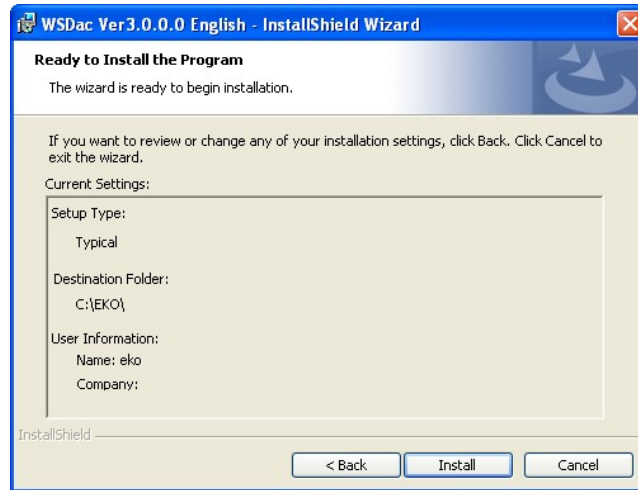 WSDac Ver3.0.0.0 English - InstallShield Wizard
Ready to Install the Program
The wizard is ready to begin installation.
If you want to review or change any of your installation settings, click Back. Click Cancel to
exit the wizard.
Current Settings:
Setup Type:
Typical
Destination Folder:
C:\EKO\
User Information:
Name: eko
Company:
InstallShield
< Back
Install
Cancel